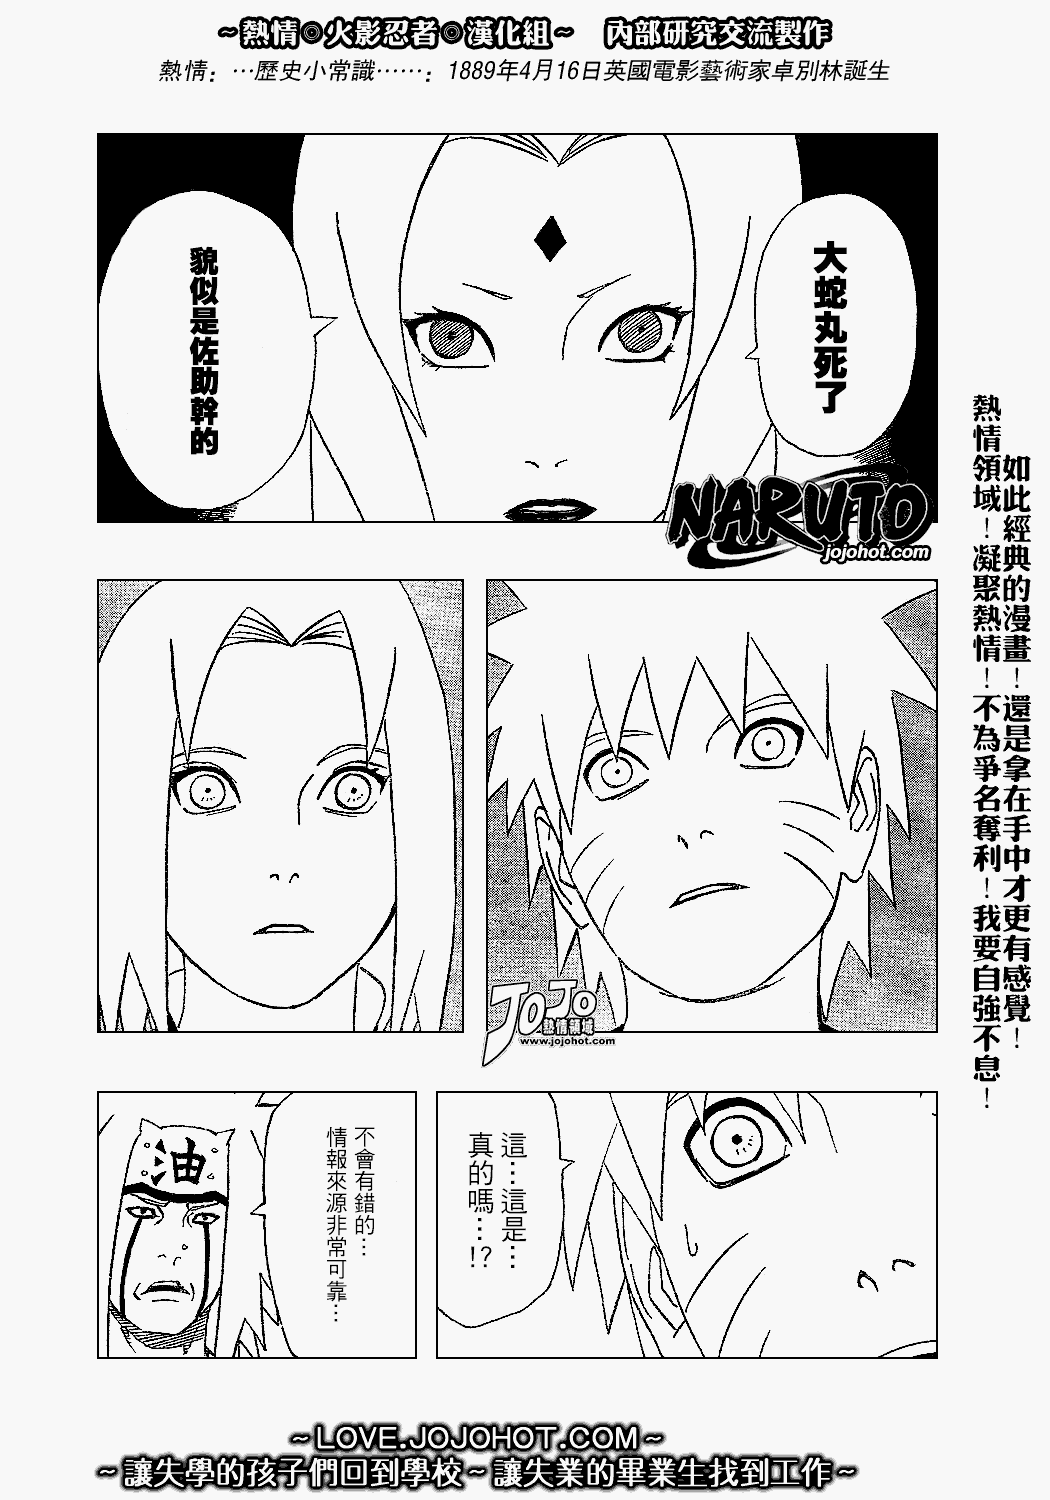 ~熱情◎火影忍者◎漢化組~ 內部研究交流製作
熱情：…歷史小常識……：1889年4月16日英國電影藝術家卓別林誕生
大蛇丸死了
貌似是佐助幹的
NARUTO
jojohot.com
如此經典的漫畫！還是拿在手中才更有感覺！
熱情領域！凝聚熱情！不為爭名奪利！我要自強不息！
JOJO
熱情領域
www.jojohot.com
這…這是…
真的嗎…!?
不會有錯的…
情報來源非常可靠…
油
~LOVE.JOJOHOT.COM~
~讓失學的孩子們回到學校~讓失業的畢業生找到工作~